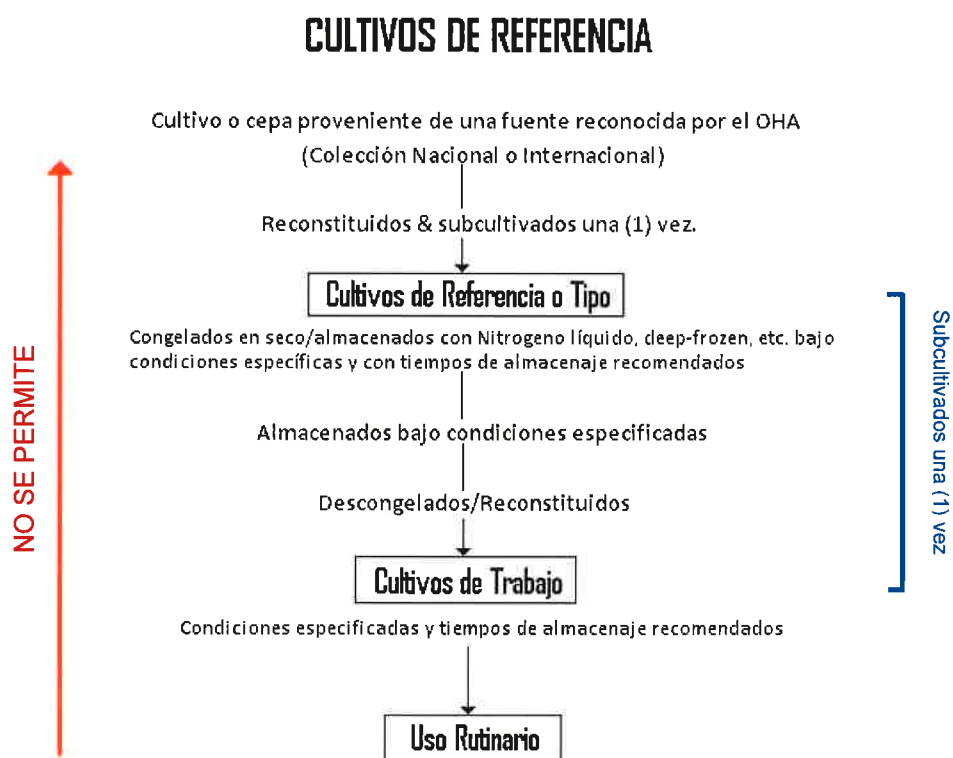 CULTIVOS DE REFERENCIA
Cultivo o cepa proveniente de una fuente reconocida por el OHA
(Colección Nacional o Internacional)
Reconstituidos & subcultivados una (1) vez.
Cultivos de Referencia o Tipo
Congelados en seco/almacenados con Nitrogeno líquido, deep-frozen, etc. bajo
condiciones específicas y con tiempos de almacenaje recomendados
Almacenados bajo condiciones especificadas
Descongelados/Reconstituidos
Cultivos de Trabajo
Condiciones especificadas y tiempos de almacenaje recomendados
Uso Rutinario
NO SE PERMITE
Subcultivados una (1) vez